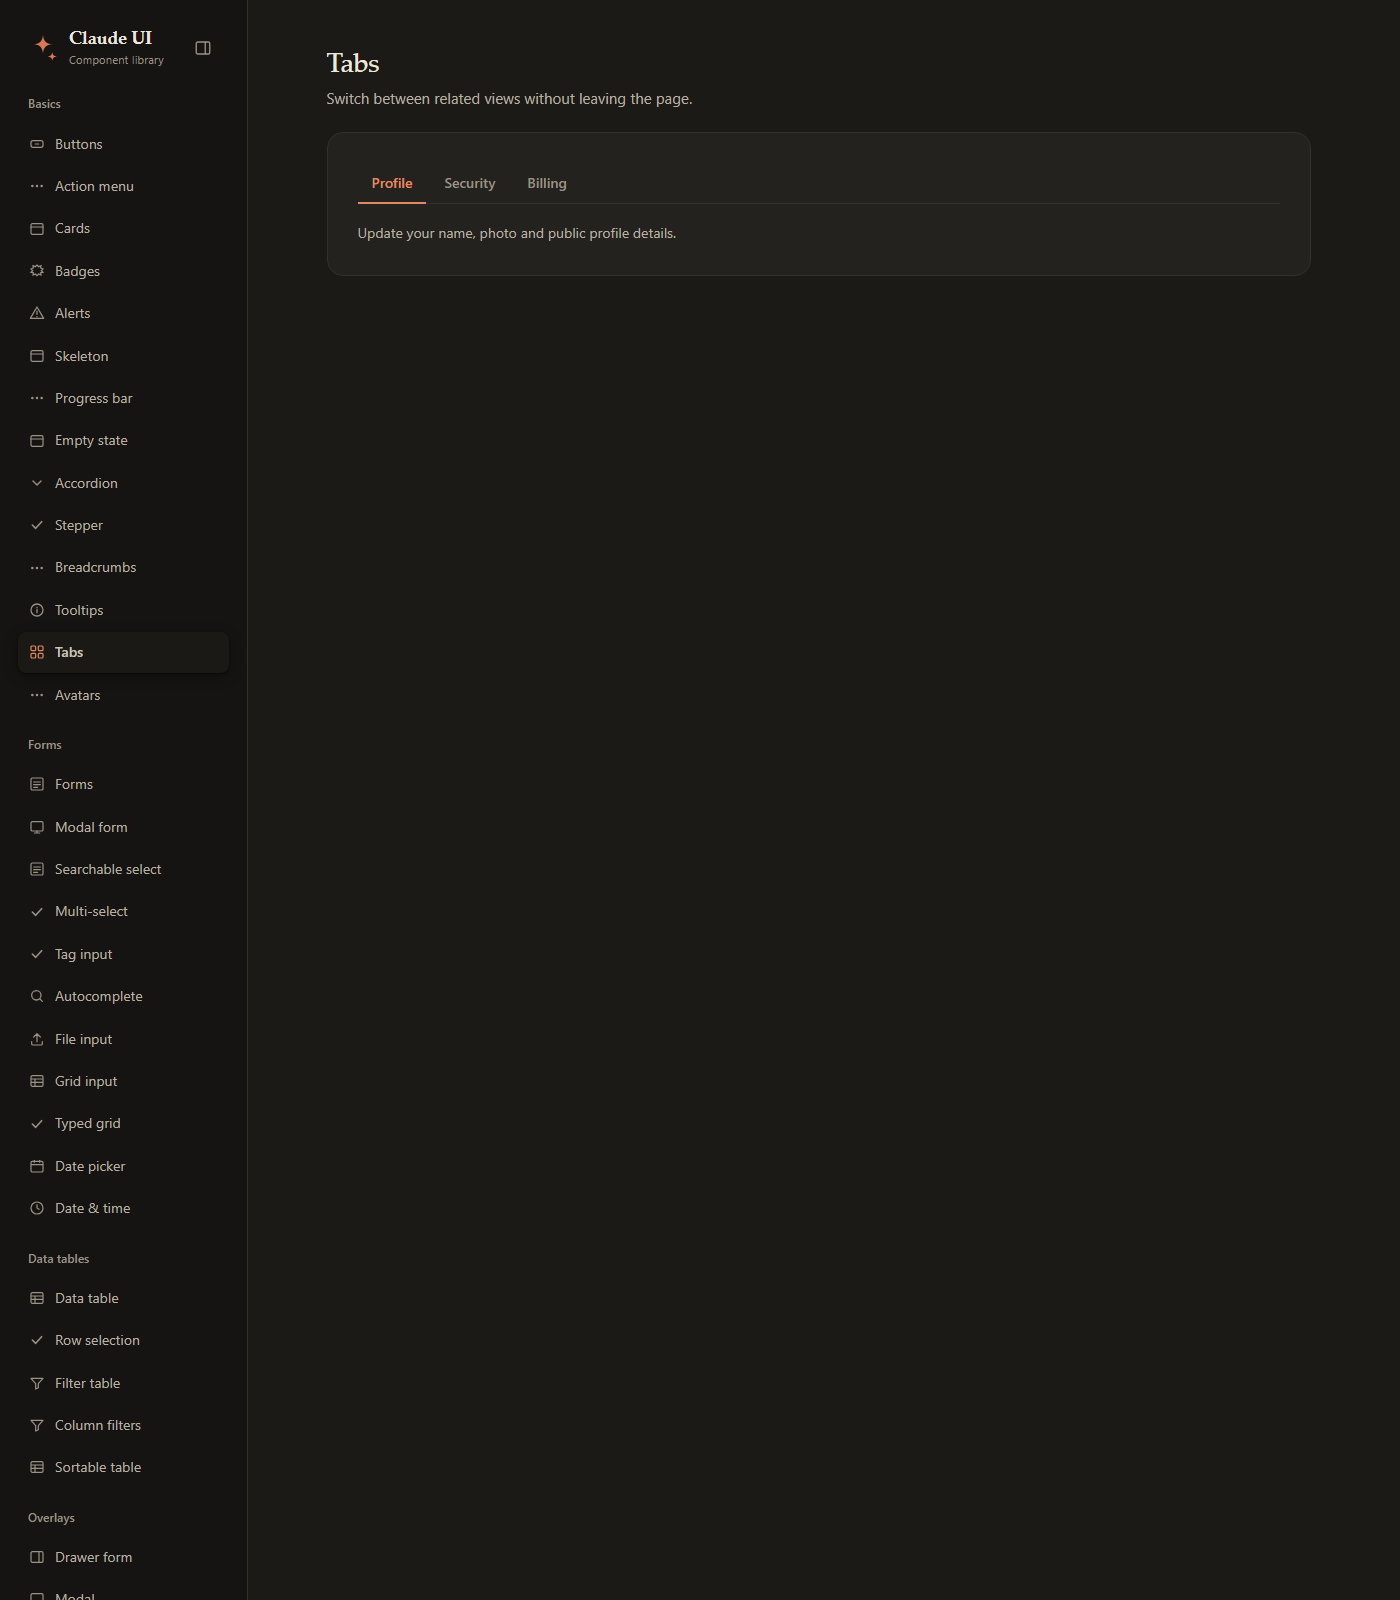 Claude UI
Component library
Basics
Buttons
Action menu
Cards
Badges
Alerts
Skeleton
Progress bar
Empty state
Accordion
Stepper
Breadcrumbs
Tooltips
Tabs
Avatars
Forms
Forms
Modal form
Searchable select
Multi-select
Tag input
Autocomplete
File input
Grid input
Typed grid
Date picker
Date & time
Data tables
Data table
Row selection
Filter table
Column filters
Sortable table
Overlays
Drawer form
Modal
Tabs
Switch between related views without leaving the page.
Profile Security Billing
Update your name, photo and public profile details.